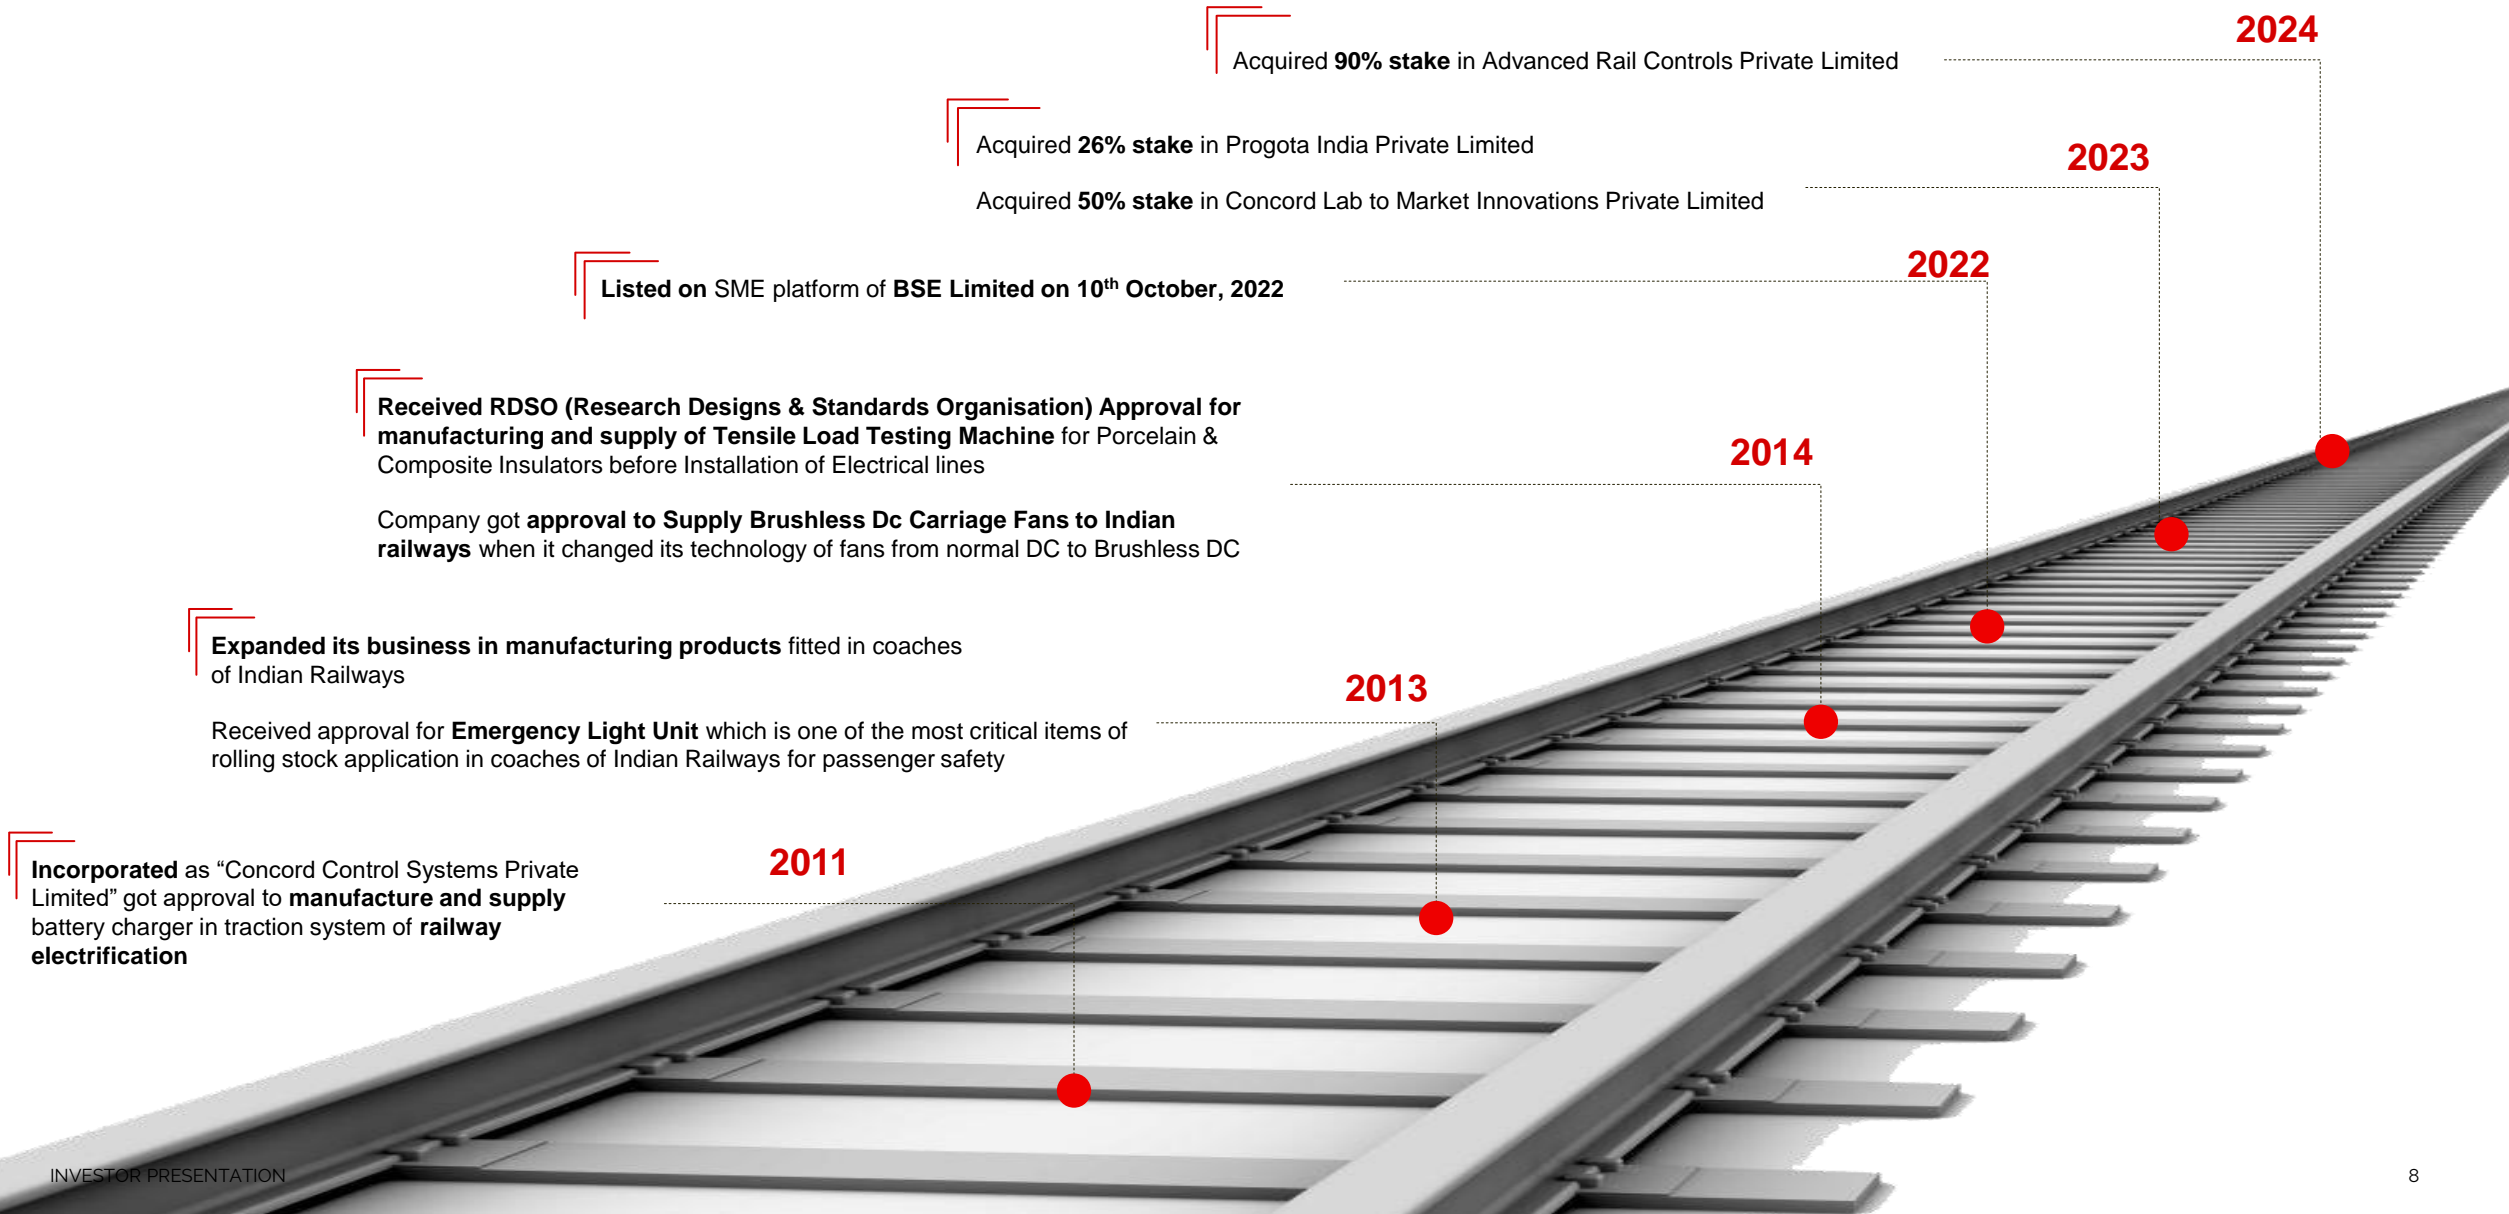 2024
Acquired 90% stake in Advanced Rail Controls Private Limited
Acquired 26% stake in Progota India Private Limited
2023
Acquired 50% stake in Concord Lab to Market Innovations Private Limited
2022
Listed on SME platform of BSE Limited on 10th October, 2022
Received RDSO (Research Designs & Standards Organisation) Approval for
manufacturing and supply of Tensile Load Testing Machine for Porcelain &
Composite Insulators before Installation of Electrical lines
2014
Company got approval to Supply Brushless Dc Carriage Fans to Indian
railways when it changed its technology of fans from normal DC to Brushless DC
Expanded its business in manufacturing products fitted in coaches
of Indian Railways
2013
Received approval for Emergency Light Unit which is one of the most critical items of
rolling stock application in coaches of Indian Railways for passenger safety
2011
Incorporated as “Concord Control Systems Private
Limited” got approval to manufacture and supply
battery charger in traction system of railway
electrification
INVESTOR PRESENTATION
8